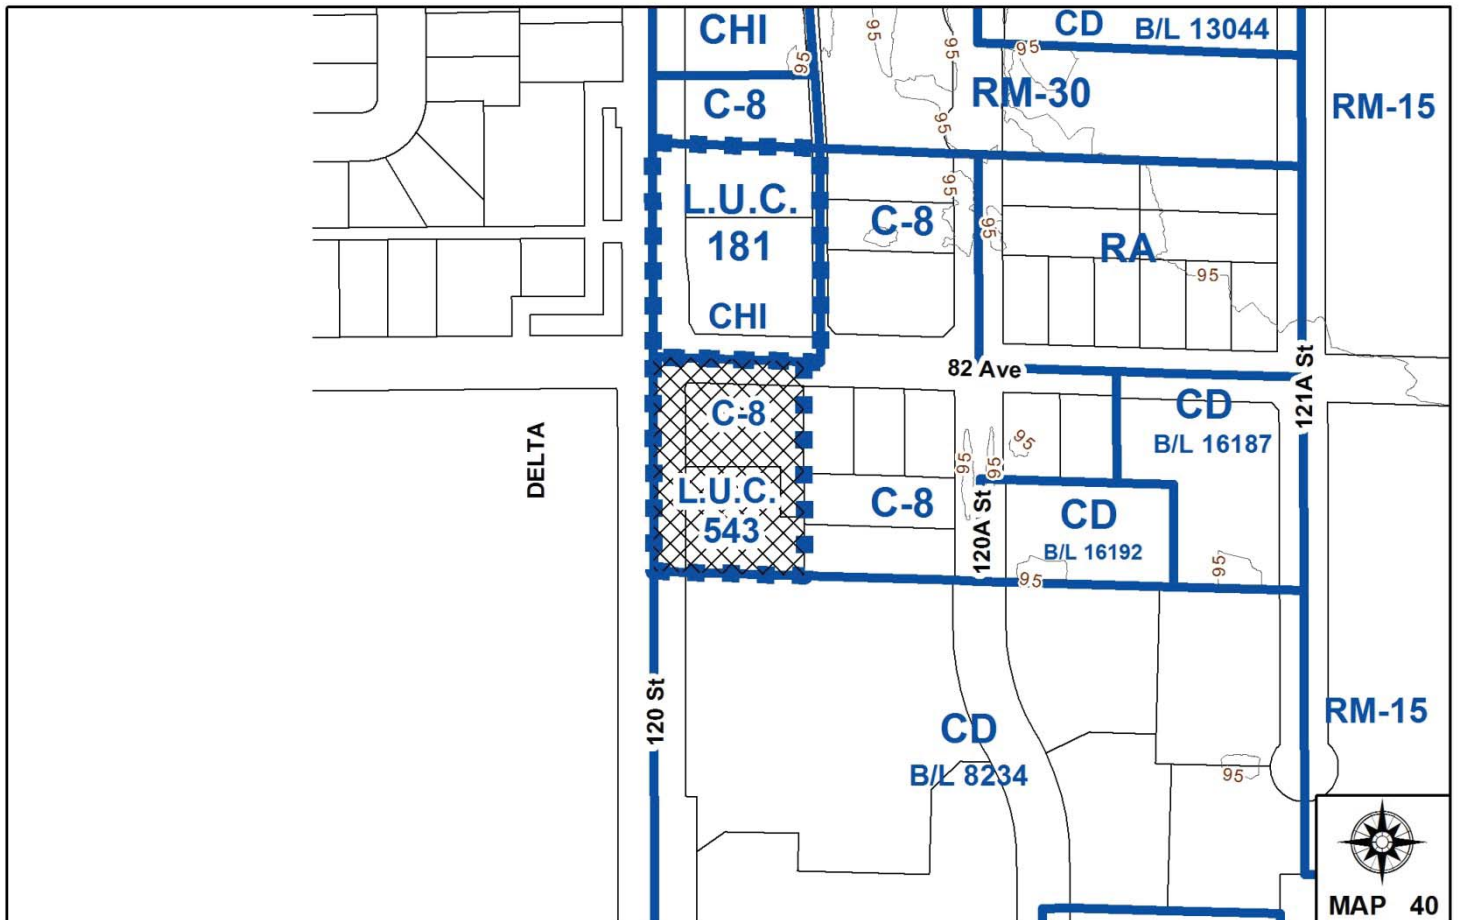 CHI
95
95
95
CD B/L 13044
95
C-8
RM-30
RM-15
95
L.U.C.
181
CHI
C-8
95
95
RA
95
82 Ave
121A St
C-8
L.U.C.
543
DELTA
C-8
95
95
95
120A St
CD
B/L 16187
CD
B/L 16192
95
95
120 St
CD
B/L 8234
RM-15
95
MAP 40